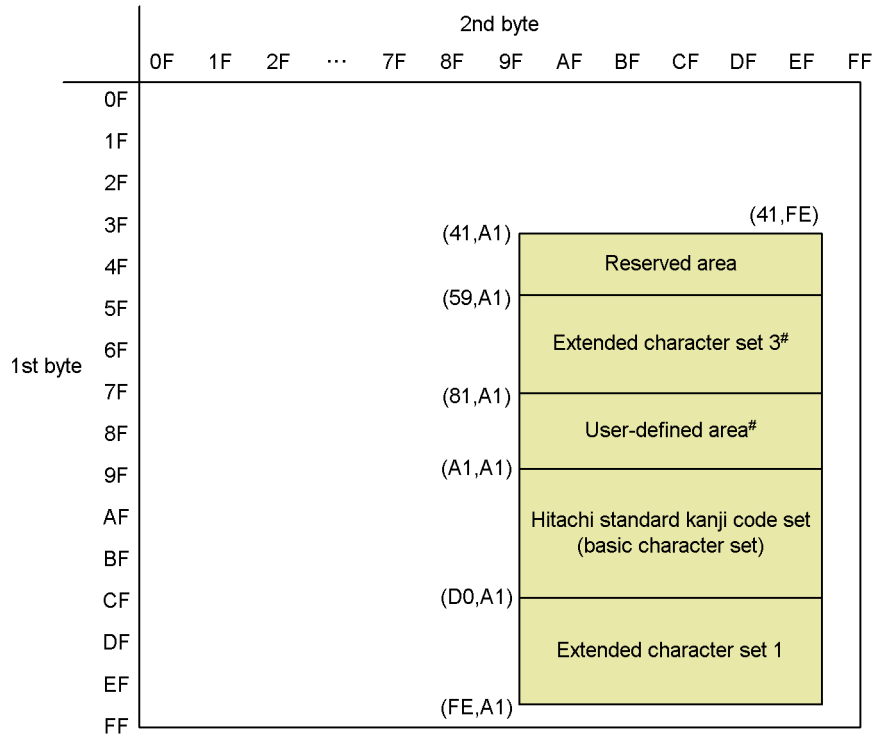 2nd byte
0F 1F 2F ··· 7F 8F 9F AF BF CF DF EF FF
0F
1F
2F
3F
(41,FE)
(41,A1)
Reserved area
4F
(59,A1)
5F
Extended character set 3#
6F
1st byte
7F
(81,A1)
User-defined area#
8F
(A1,A1)
9F
Hitachi standard kanji code set
AF
(basic character set)
BF
CF
(D0,A1)
DF
Extended character set 1
EF
(FE,A1)
FF